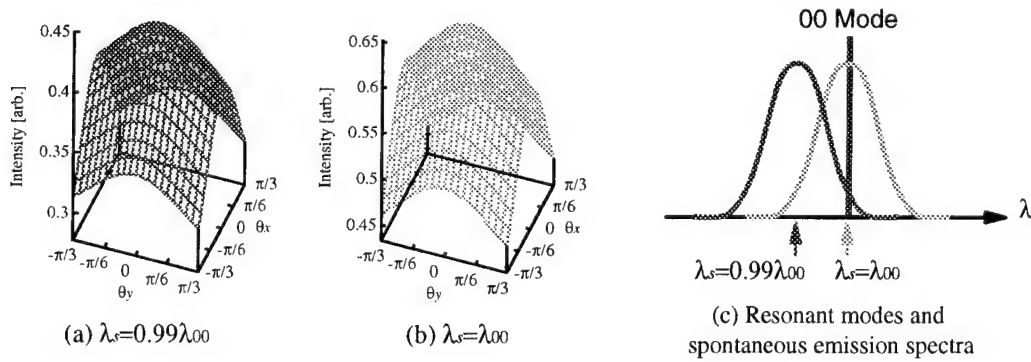 0.45
0.4
0.35
0.3
Intensity [arb.]
-π/3
-π/6
0
π/6
π/3
θy
π/3
π/6
0
θx
-π/6
-π/3
(a) λs=0.99λ00
0.65
0.6
0.55
0.5
0.45
Intensity [arb.]
-π/3
-π/6
0
π/6
π/3
θy
π/3
π/6
0
θx
-π/6
-π/3
(b) λs=λ00
00 Mode
λ
λs=0.99λ00
λs=λ00
(c) Resonant modes and
spontaneous emission spectra